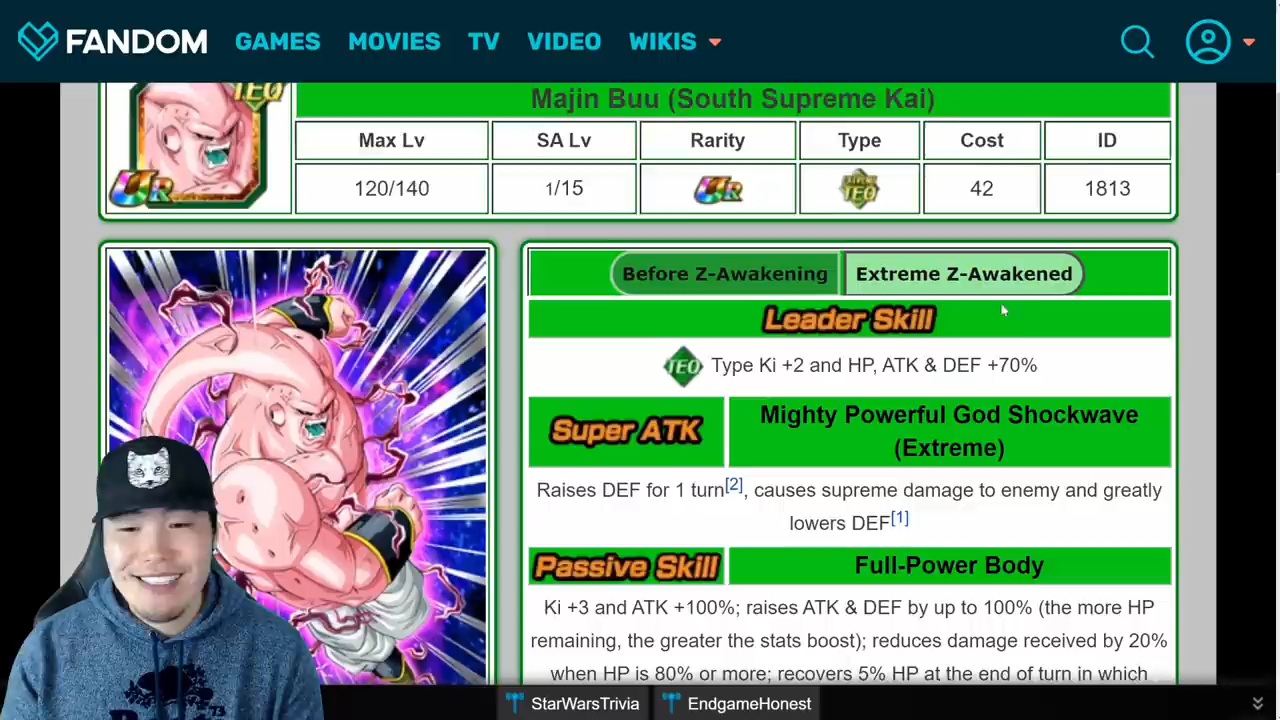 FANDOM GAMES MOVIES TV VIDEO WIKIS
TEQ
UR
Majin Buu (South Supreme Kai)
Max Lv SA Lv Rarity Type Cost ID
120/140 1/15 UR TEQ 42 1813
Before Z-Awakening Extreme Z-Awakened
Leader Skill
TEQ Type Ki +2 and HP, ATK & DEF +70%
Super ATK Mighty Powerful God Shockwave
(Extreme)
Raises DEF for 1 turn[2], causes supreme damage to enemy and greatly
lowers DEF[1]
Passive Skill Full-Power Body
Ki +3 and ATK +100%; raises ATK & DEF by up to 100% (the more HP
remaining, the greater the stats boost); reduces damage received by 20%
when HP is 80% or more; recovers 5% HP at the end of turn in which
StarWarsTrivia EndgameHonest